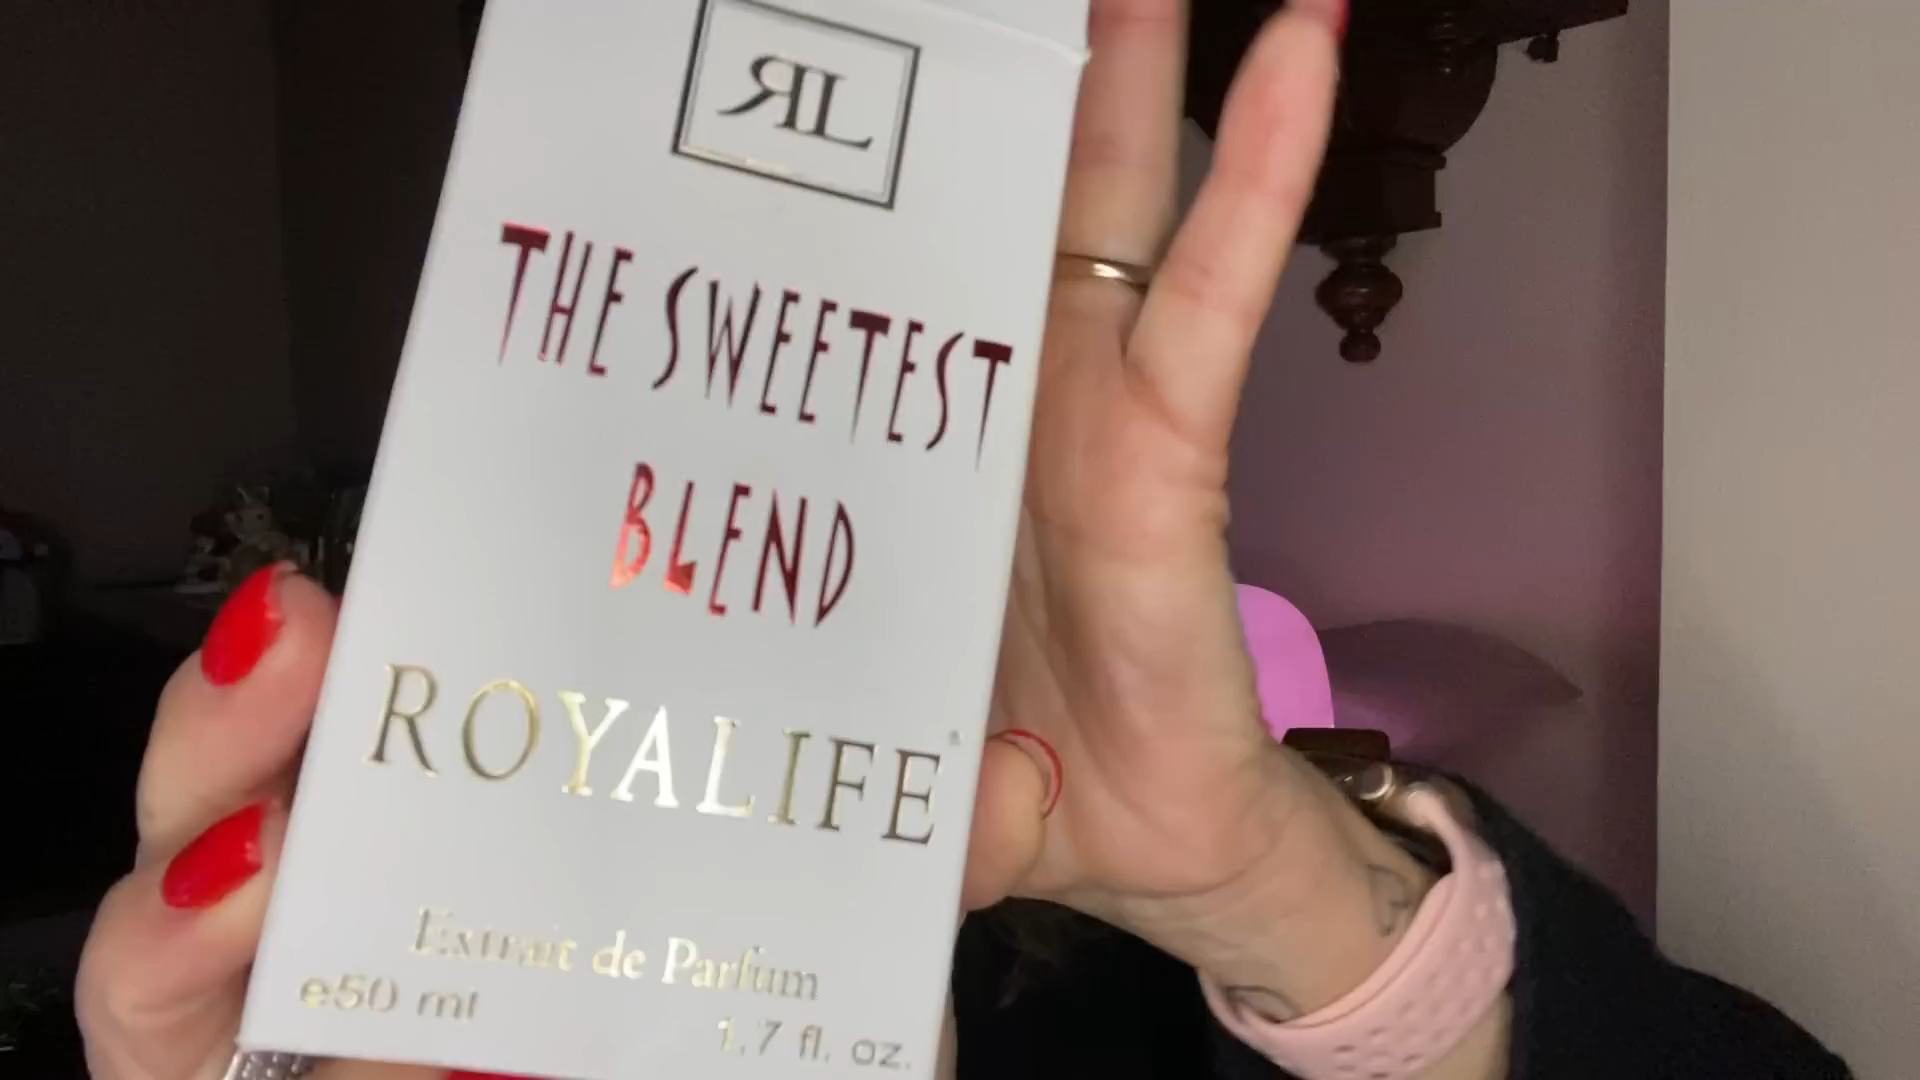 RL
THE SWEETEST
BLEND
ROYALIFE
Extrait de Parfum
e50 ml
1.7 fl. oz.